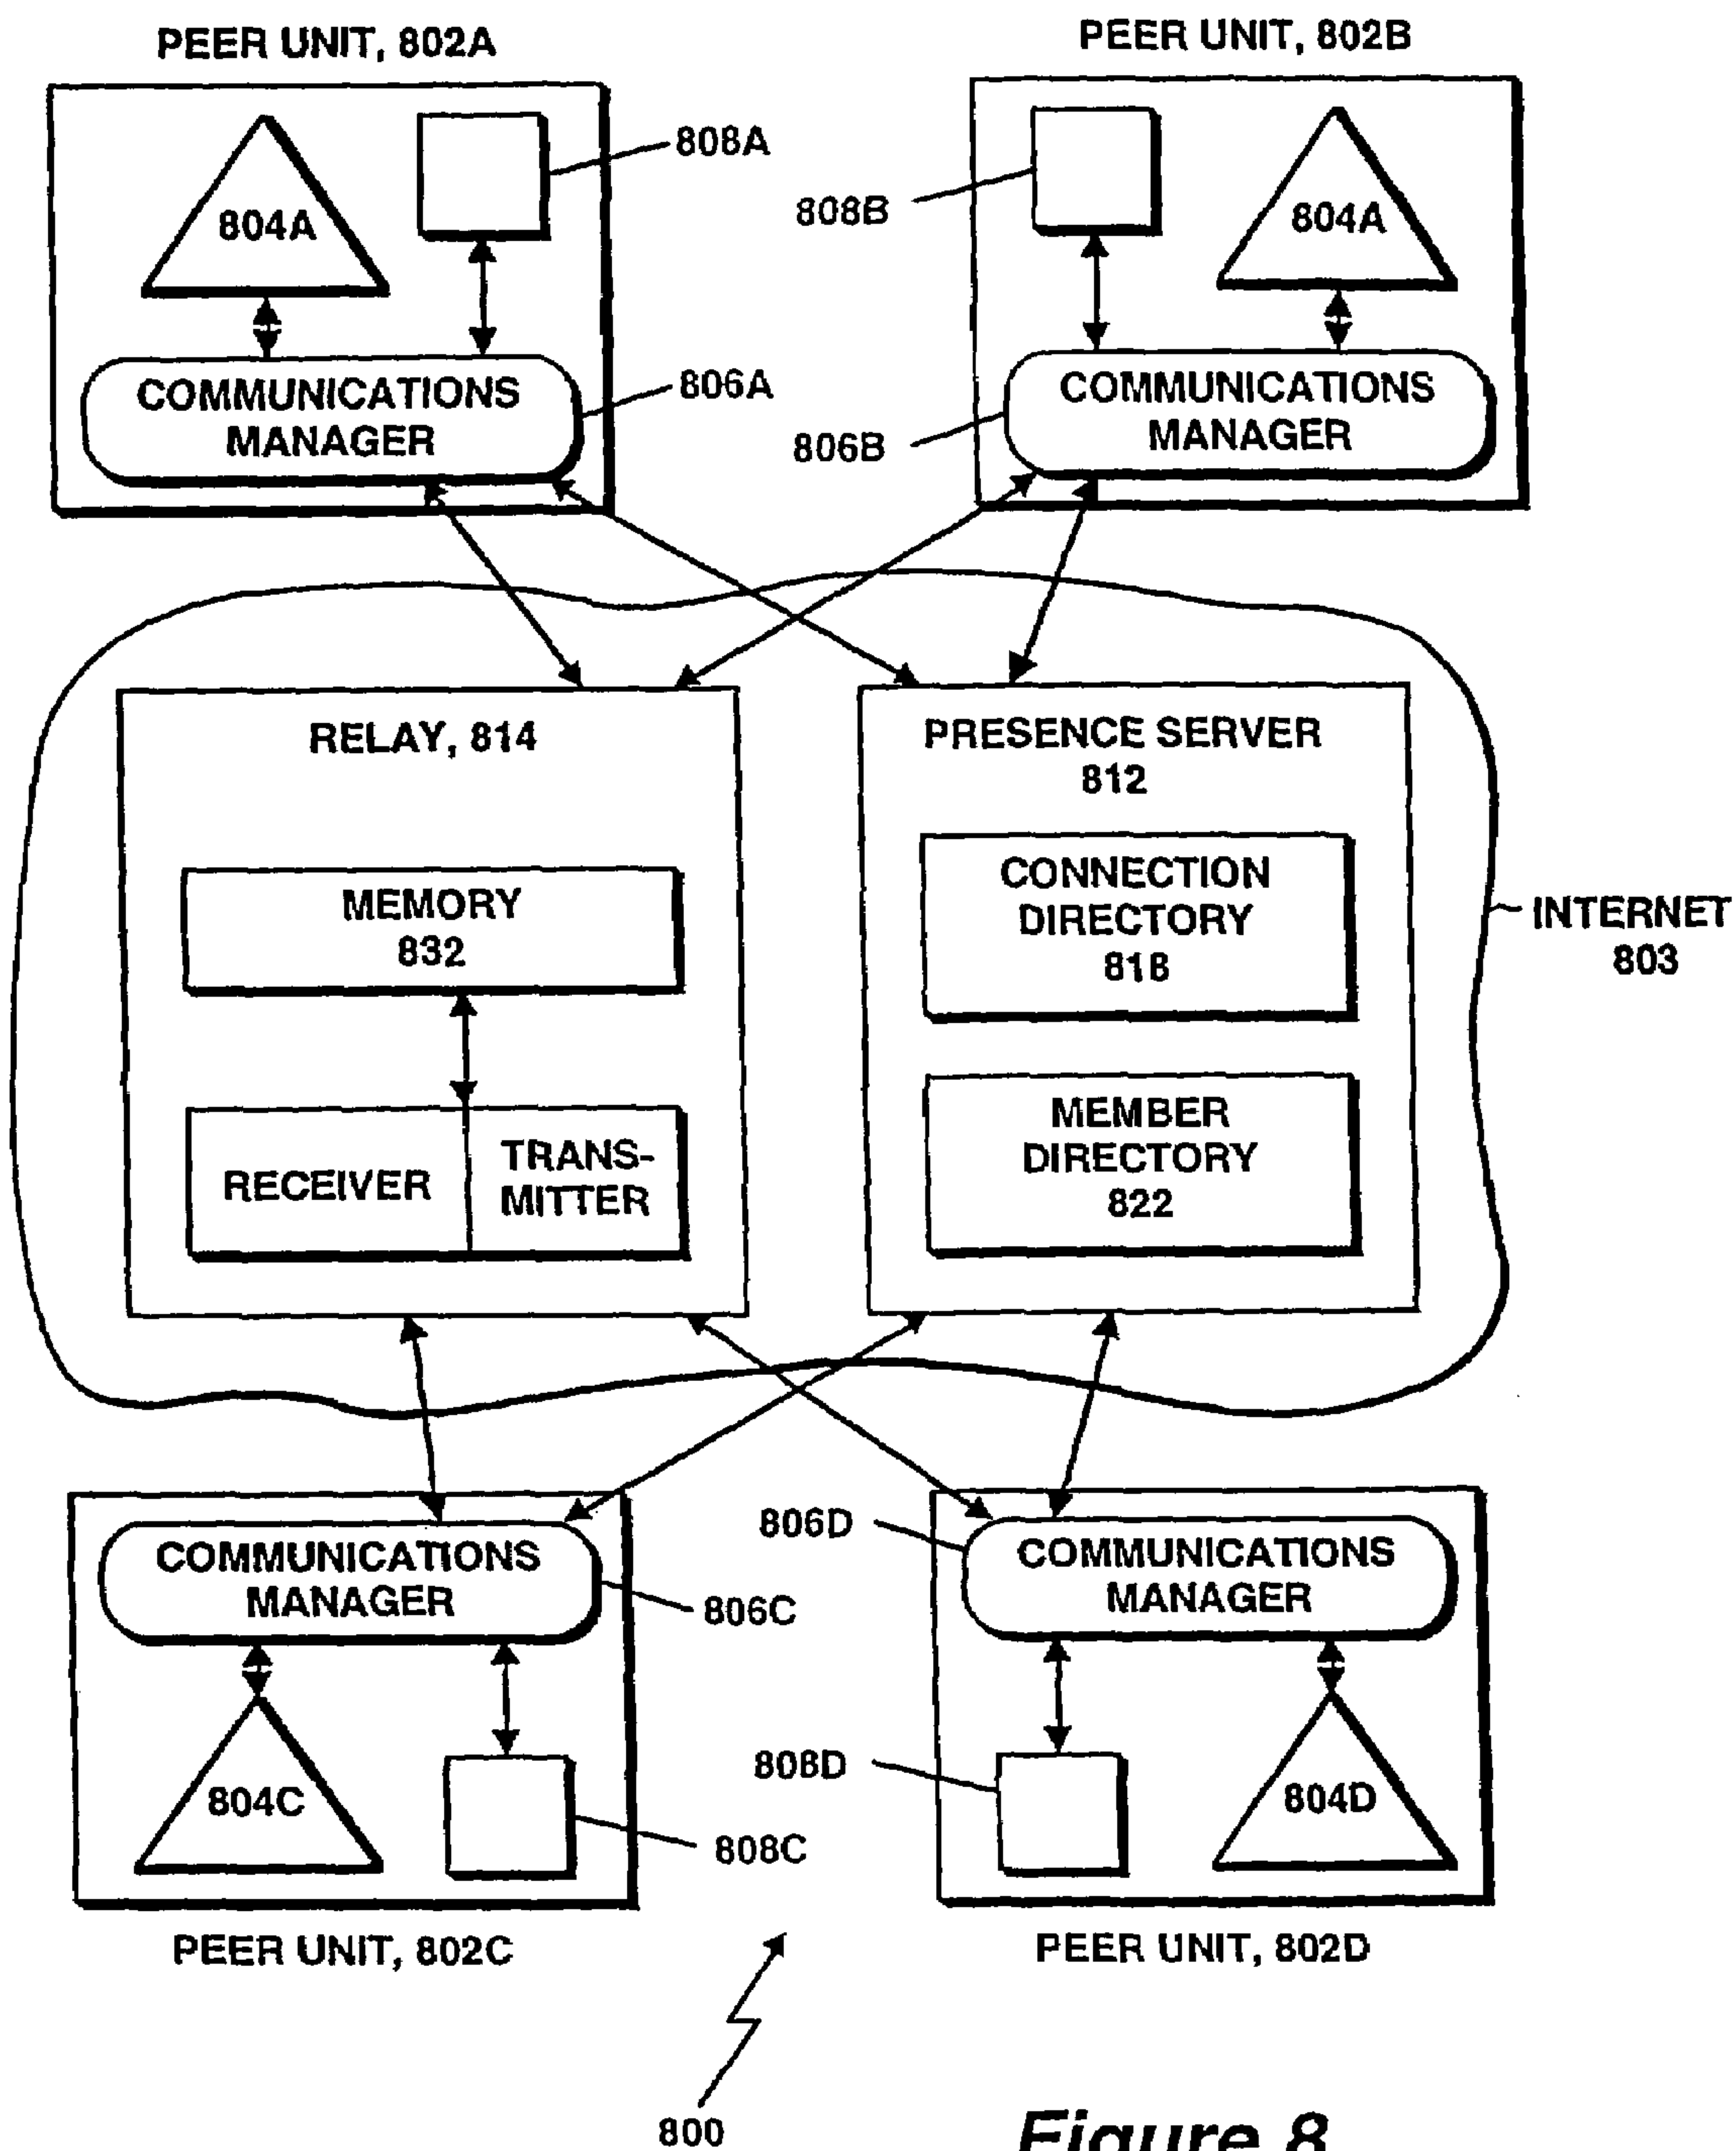 PEER UNIT, 802A
PEER UNIT, 802B
804A
808A
808B
804A
COMMUNICATIONS
MANAGER
806A
806B
COMMUNICATIONS
MANAGER
RELAY, 814
MEMORY
832
RECEIVER
TRANS-
MITTER
PRESENCE SERVER
812
CONNECTION
DIRECTORY
818
MEMBER
DIRECTORY
822
INTERNET
803
COMMUNICATIONS
MANAGER
806C
804C
808C
PEER UNIT, 802C
806D
COMMUNICATIONS
MANAGER
808D
804D
PEER UNIT, 802D
800
Figure 8